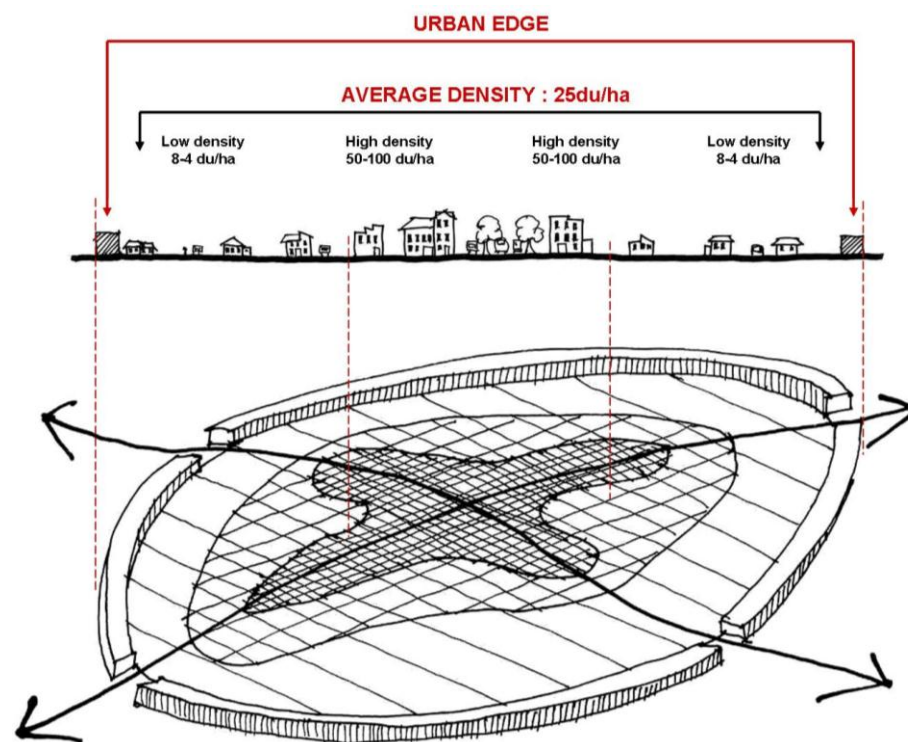 URBAN EDGE
AVERAGE DENSITY : 25du/ha
Low density
8-4 du/ha
High density
50-100 du/ha
High density
50-100 du/ha
Low density
8-4 du/ha